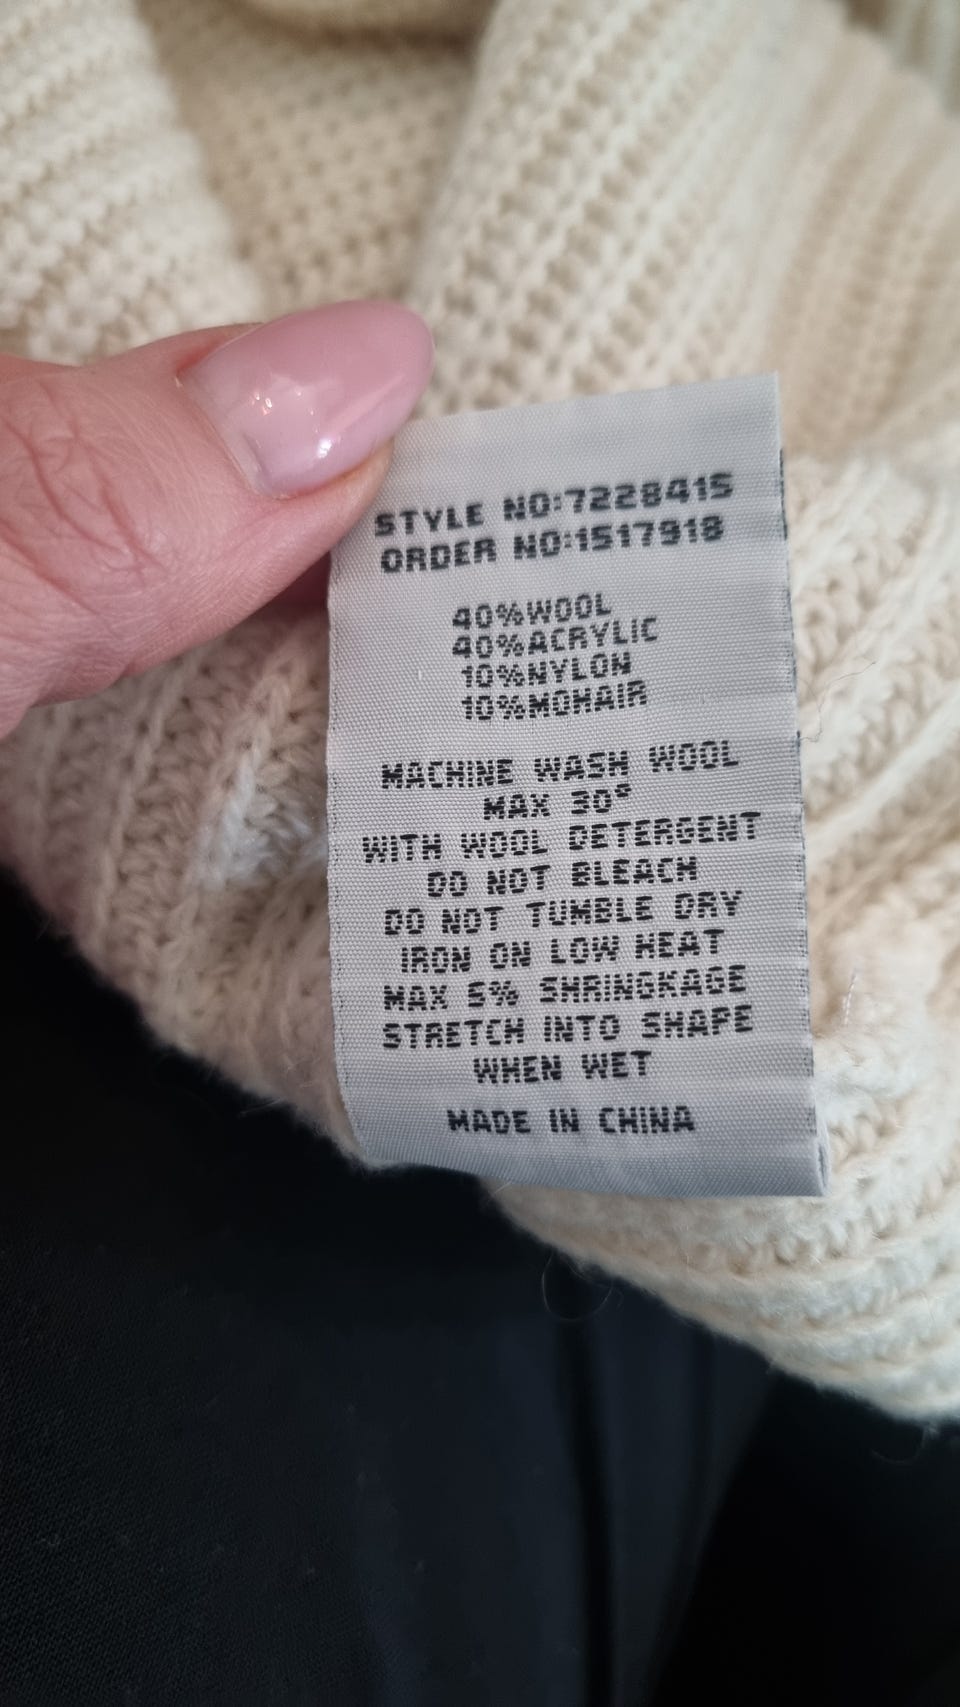 STYLE NO:7228415
ORDER NO:1517918
40%WOOL
40%ACRYLIC
10%NYLON
10%MOHAIR
MACHINE WASH WOOL
MAX 30°
WITH WOOL DETERGENT
DO NOT BLEACH
DO NOT TUMBLE DRY
IRON ON LOW HEAT
MAX 5% SHRINGKAGE
STRETCH INTO SHAPE
WHEN WET
MADE IN CHINA